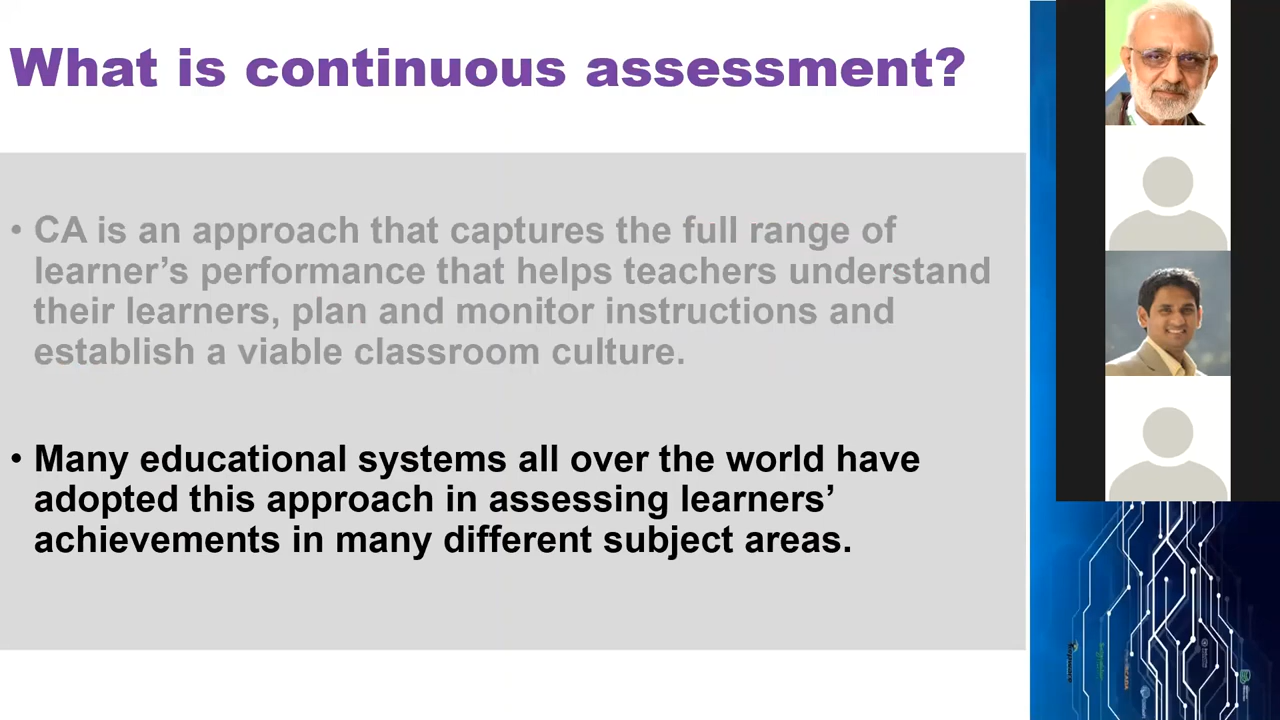 What is continuous assessment?
• CA is an approach that captures the full range of
learner’s performance that helps teachers understand
their learners, plan and monitor instructions and
establish a viable classroom culture.
• Many educational systems all over the world have
adopted this approach in assessing learners’
achievements in many different subject areas.